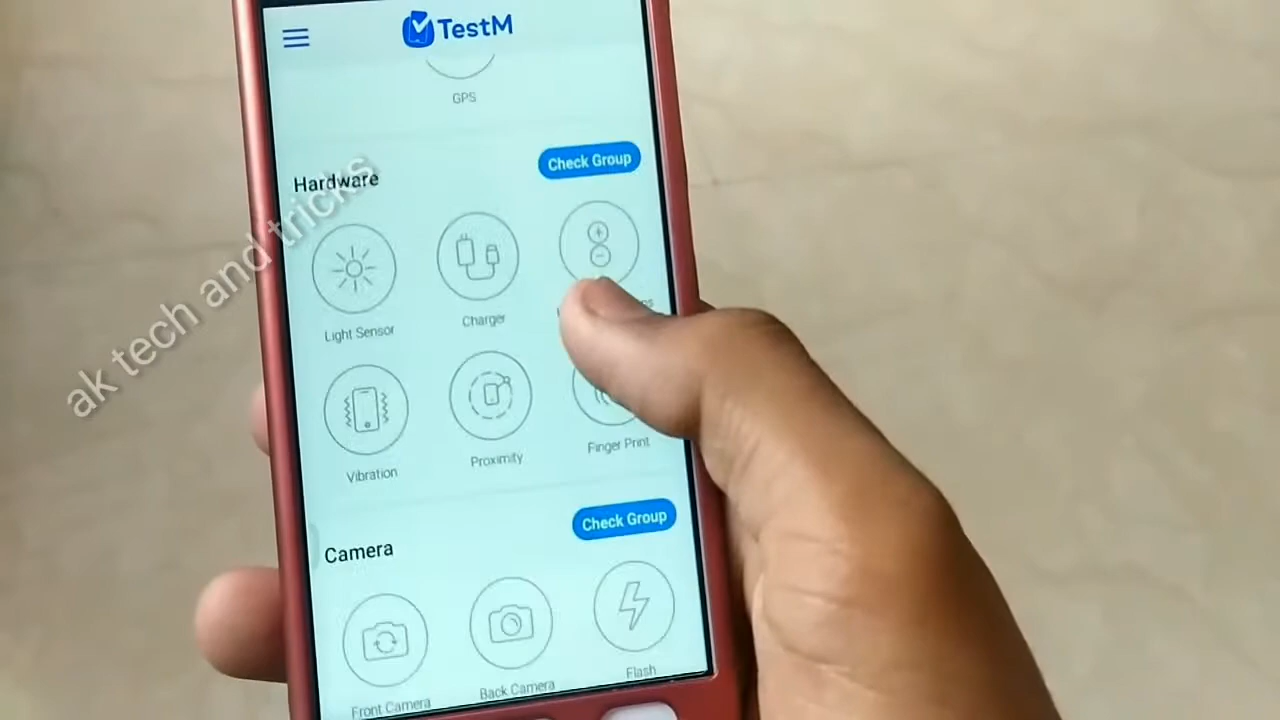 TestM
GPS
Hardware
Check Group
Light Sensor
Charger
Vibration
Proximity
Finger Print
Camera
Check Group
Front Camera
Back Camera
Flash
ak tech and tricks